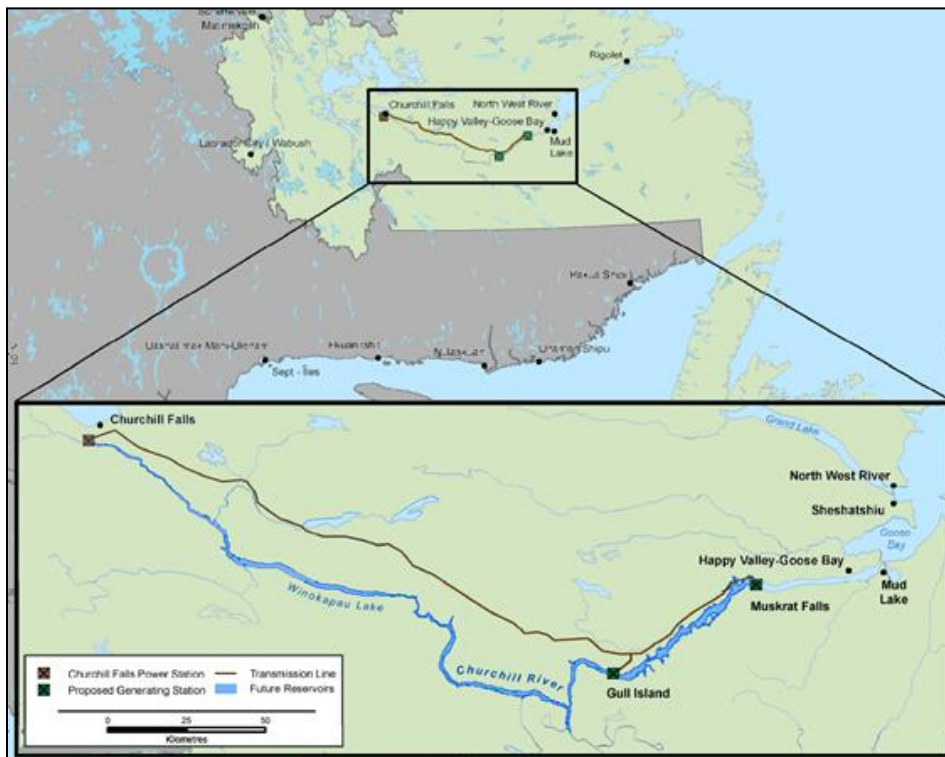 Rigolet
Churchill Falls
North West River
Happy Valley-Goose Bay
Mud
Lake
Labrador City / Wabush
Sept - Îles
Churchill Falls
Grand Lake
North West River
Sheshatshiu
Goose
Bay
Happy Valley-Goose Bay
Mud
Lake
Muskrat Falls
Winokapau Lake
Churchill River
Gull Island
Churchill Falls Power Station
Transmission Line
Proposed Generating Station
Future Reservoirs
0 25 50
Kilometres